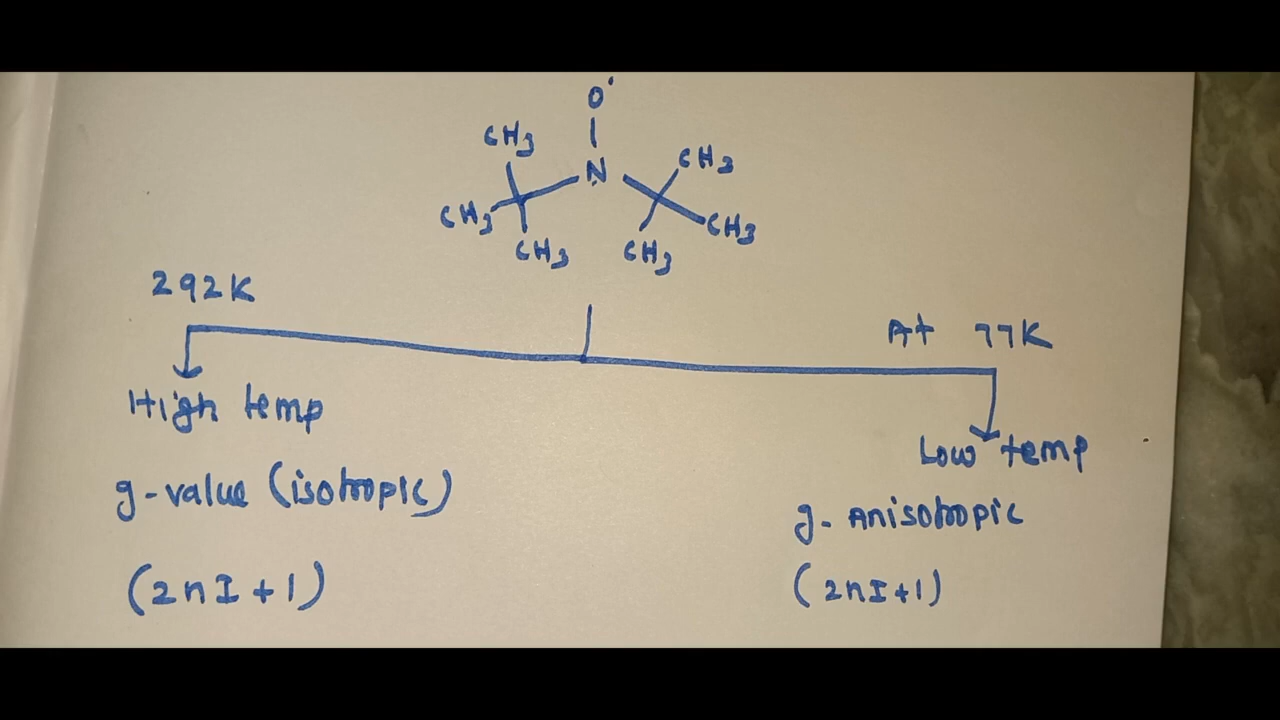 O·
CH3 CH3
N
CH3 CH3
CH3 CH3
292K
At 77K
High temp
Low temp
g-value (isotropic)
g-Anisotropic
(2nI+1)
(2nI+1)